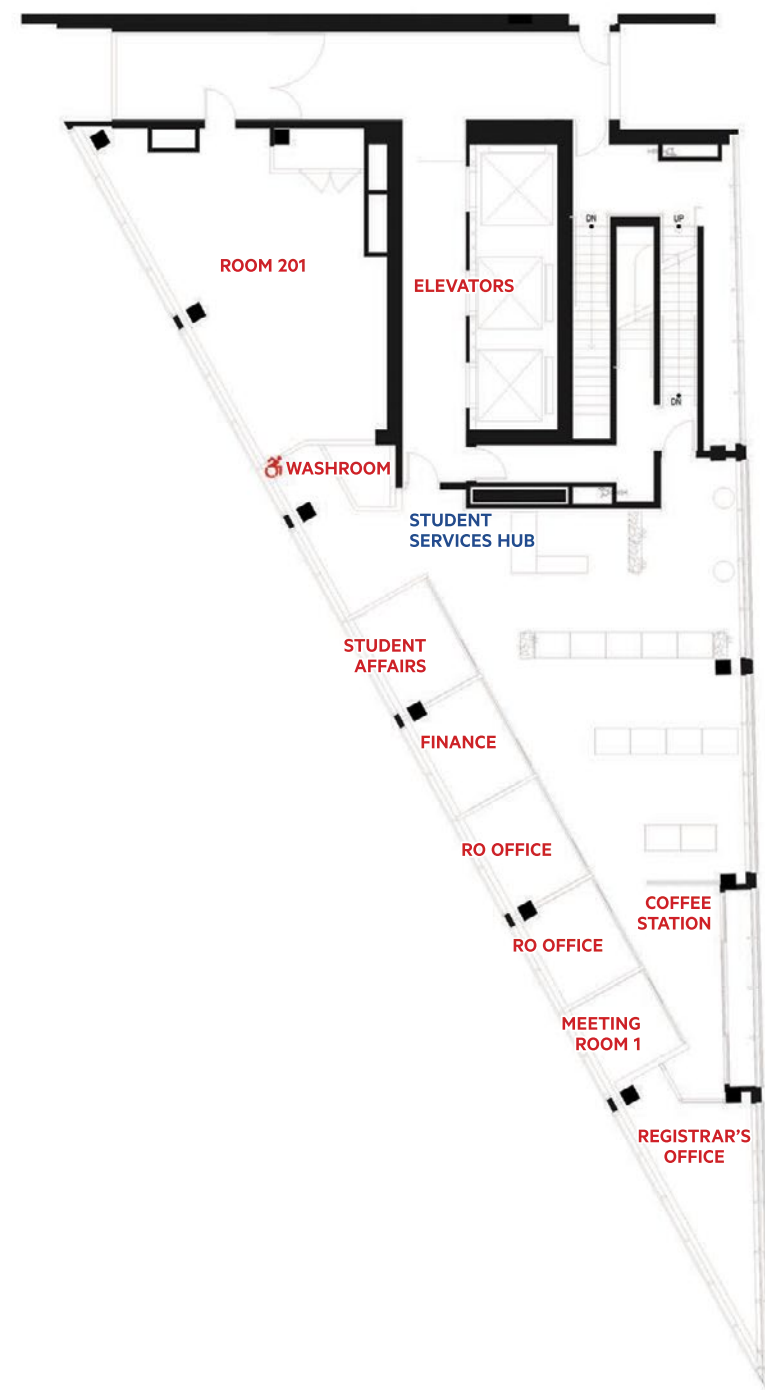 DN
UP
ROOM 201
ELEVATORS
DN
WASHROOM
STUDENT
SERVICES HUB
STUDENT
AFFAIRS
FINANCE
RO OFFICE
COFFEE
STATION
RO OFFICE
MEETING
ROOM 1
REGISTRAR'S
OFFICE